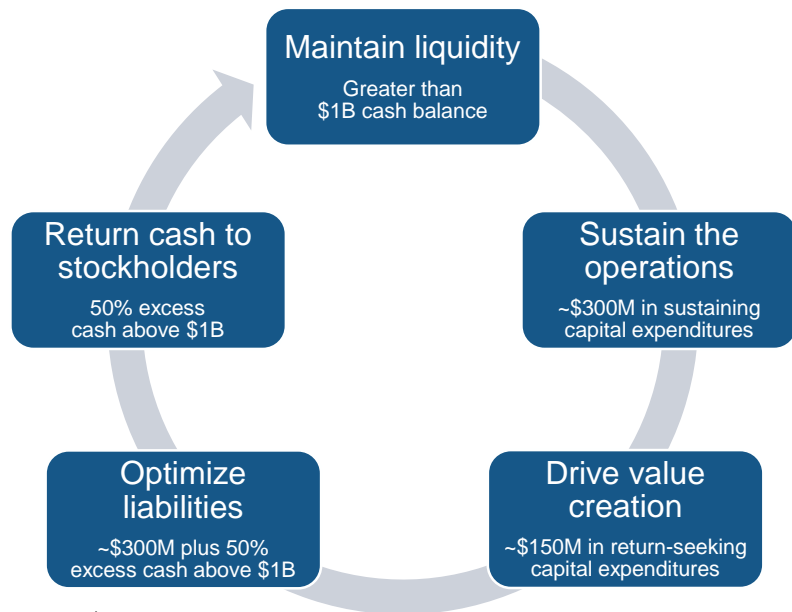 Maintain liquidity
Greater than
$1B cash balance
Sustain the
operations
~$300M in sustaining
capital expenditures
Drive value
creation
~$150M in return-seeking
capital expenditures
Optimize
liabilities
~$300M plus 50%
excess cash above $1B
Return cash to
stockholders
50% excess
cash above $1B